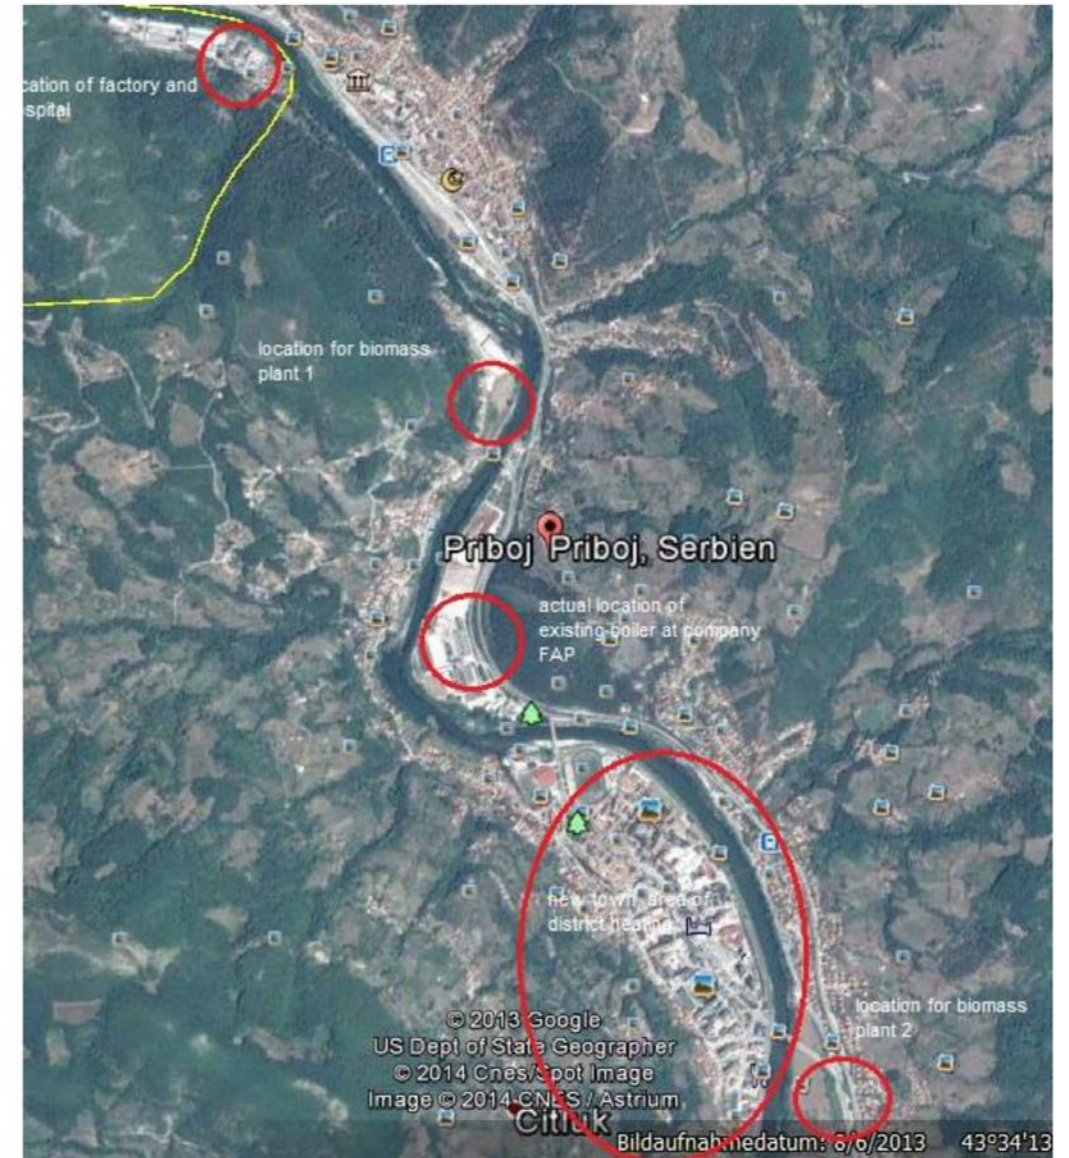 cation of factory and
spital
location for biomass
plant 1
Priboj Priboj, Serbien
actual location of
existing boiler at company
FAP
new town, area of
district heating
location for biomass
plant 2
© 2013 Google
US Dept of State Geographer
© 2014 Cnes/Spot Image
Image © 2014 CNES / Astrium
Čitluk
Bildaufnahmedatum: 8/6/2013 43°34'13